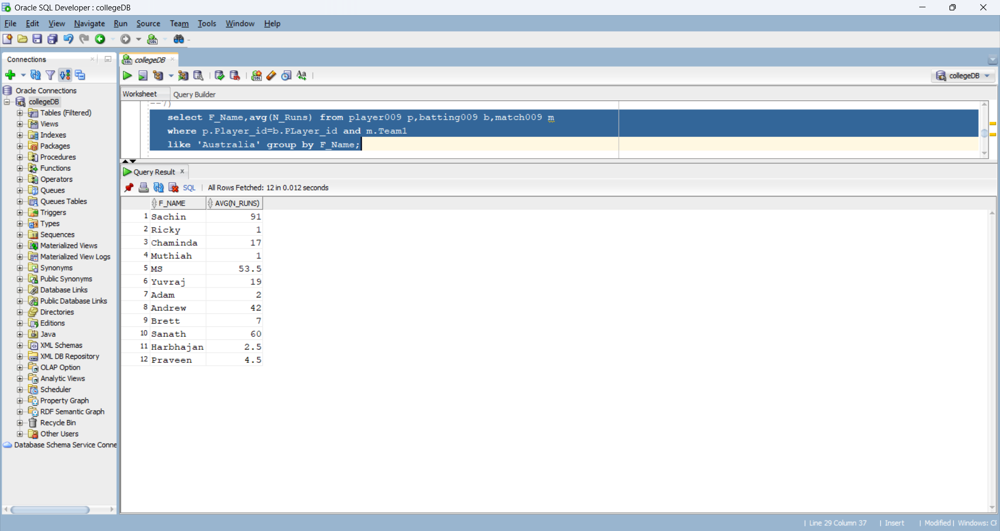 Oracle SQL Developer : collegeDB
File Edit View Navigate Run Source Team Tools Window Help
Connections
Oracle Connections
collegeDB
Tables (Filtered)
Views
Indexes
Packages
Procedures
Functions
Operators
Queues
Queues Tables
Triggers
Types
Sequences
Materialized Views
Materialized View Logs
Synonyms
Public Synonyms
Database Links
Public Database Links
Directories
Editions
Java
XML Schemas
XML DB Repository
OLAP Option
Analytic Views
Scheduler
Property Graph
RDF Semantic Graph
Recycle Bin
Other Users
Database Schema Service Conne
collegeDB
collegeDB
Worksheet Query Builder
--7)
select F_Name,avg(N_Runs) from player009 p,batting009 b,match009 m
where p.Player_id=b.PLayer_id and m.Team1
like 'Australia' group by F_Name;
Query Result
SQL | All Rows Fetched: 12 in 0.012 seconds
F_NAME AVG(N_RUNS)
1 Sachin 91
2 Ricky 1
3 Chaminda 17
4 Muthiah 1
5 MS 53.5
6 Yuvraj 19
7 Adam 2
8 Andrew 42
9 Brett 7
10 Sanath 60
11 Harbhajan 2.5
12 Praveen 4.5
| Line 29 Column 37 | Insert | Modified | Windows: CF